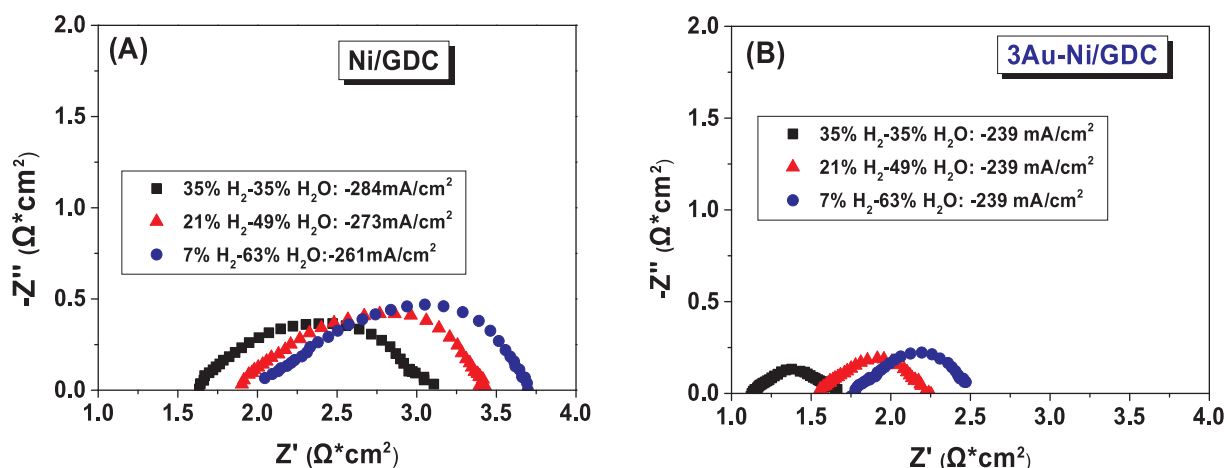 (A)
Ni/GDC
35% H₂-35% H₂O: -284mA/cm²
21% H₂-49% H₂O: -273mA/cm²
7% H₂-63% H₂O:-261mA/cm²
-Z'' (Ω*cm²)
2.0
1.5
1.0
0.5
0.0
1.0 1.5 2.0 2.5 3.0 3.5 4.0
Z' (Ω*cm²)
(B)
3Au-Ni/GDC
35% H₂-35% H₂O: -239 mA/cm²
21% H₂-49% H₂O: -239 mA/cm²
7% H₂-63% H₂O: -239 mA/cm²
-Z'' (Ω*cm²)
2.0
1.5
1.0
0.5
0.0
1.0 1.5 2.0 2.5 3.0 3.5 4.0
Z' (Ω*cm²)